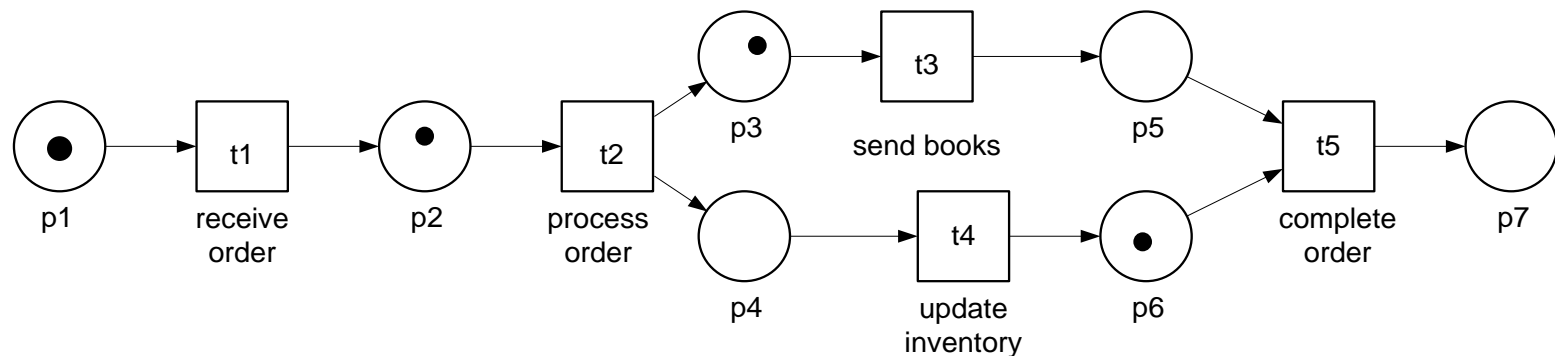 p1
t1
receive
order
p2
t2
process
order
p3
t3
send books
p5
p4
t4
update
inventory
p6
t5
complete
order
p7